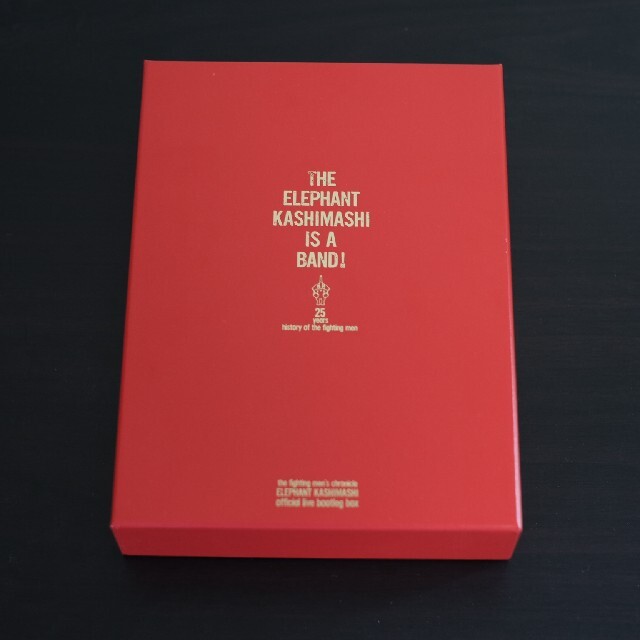 THE
ELEPHANT
KASHIMASHI
IS A
BAND!
25
years
history of the fighting men
the fighting men's chronicle
ELEPHANT KASHIMASHI
official live bootleg box